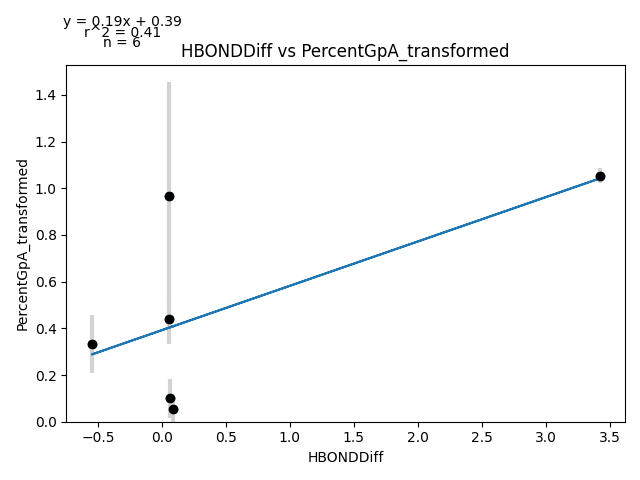 y = 0.19x + 0.39
r^2 = 0.41
n = 6
HBONDDiff vs PercentGpA_transformed
PercentGpA_transformed
1.4
1.2
1.0
0.8
0.6
0.4
0.2
0.0
−0.5 0.0 0.5 1.0 1.5 2.0 2.5 3.0 3.5
HBONDDiff